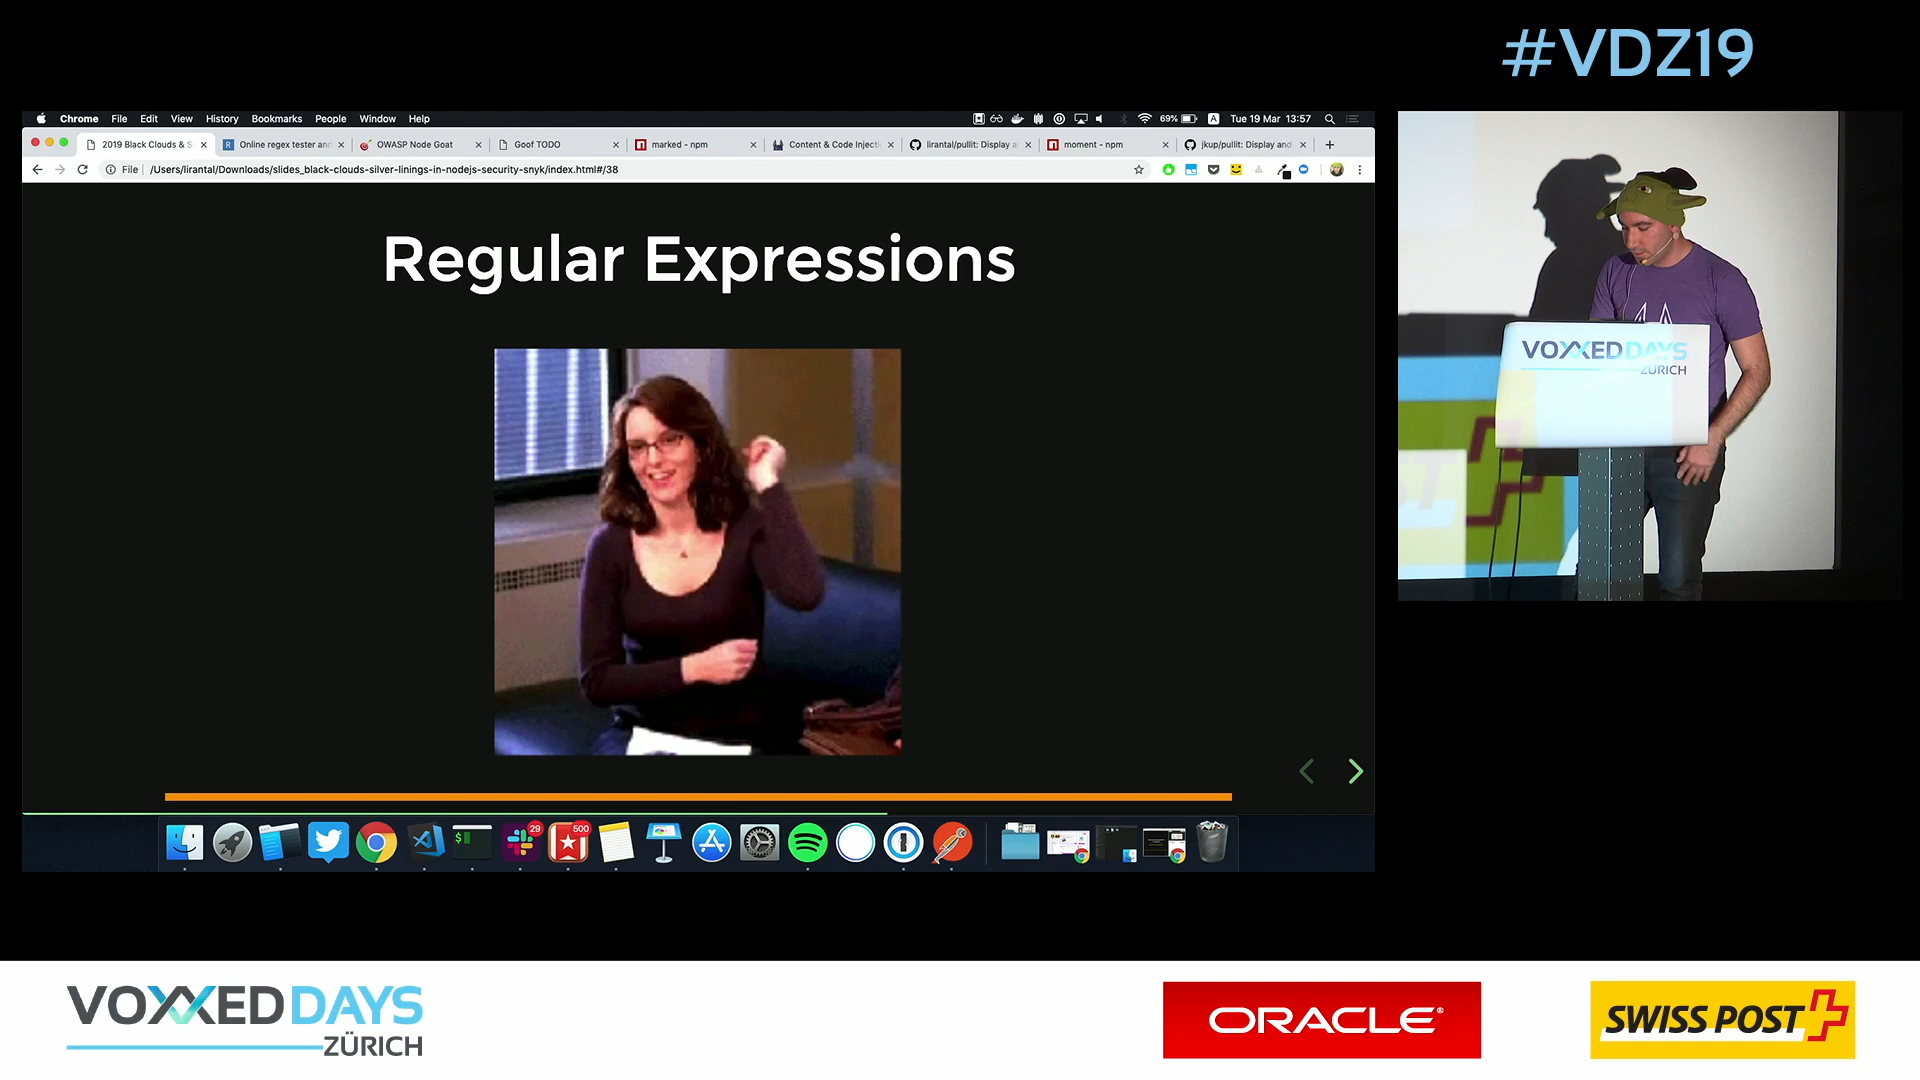 #VDZ19
Chrome File Edit View History Bookmarks People Window Help
69% A Tue 19 Mar 13:57
2019 Black Clouds & S
Online regex tester and
OWASP Node Goat
Goof TODO
marked - npm
Content & Code Injecti
lirantal/pullit: Display a
moment - npm
jkup/pullit: Display and
File /Users/lirantal/Downloads/slides_black-clouds-silver-linings-in-nodejs-security-snyk/index.html#/38
Regular Expressions
VOXXED DAYS
ZÜRICH
29
500
VOXXED DAYS
ZÜRICH
ORACLE®
SWISS POST